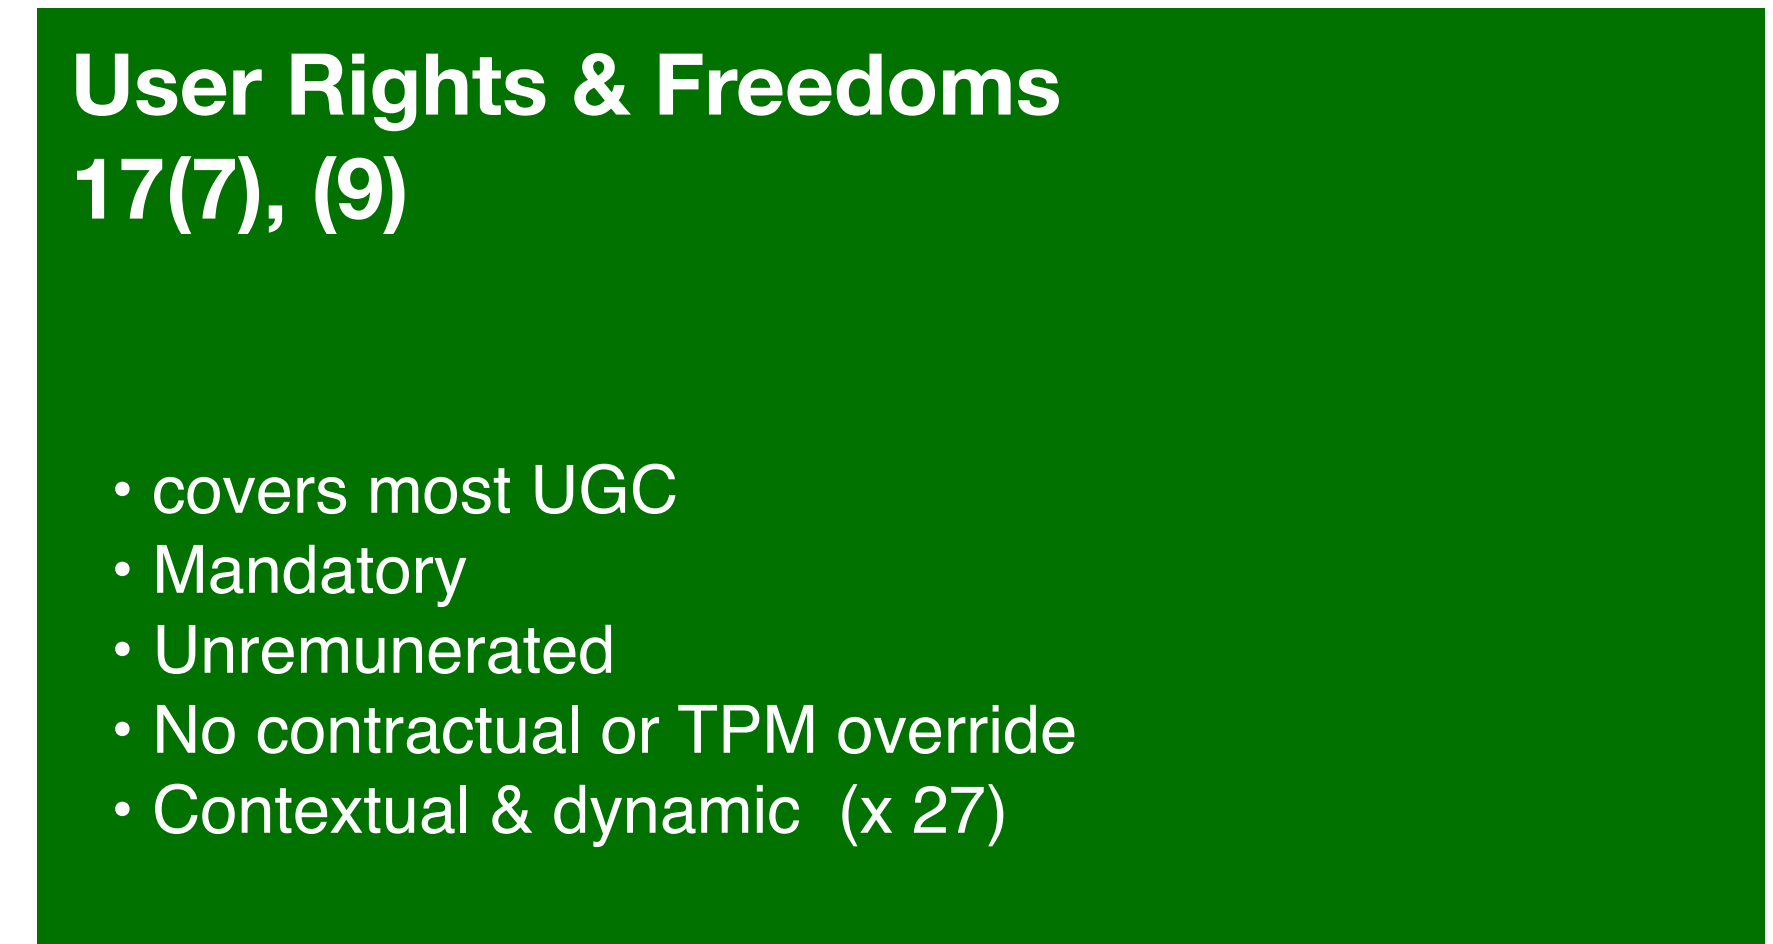 User Rights & Freedoms
17(7), (9)
• covers most UGC
• Mandatory
• Unremunerated
• No contractual or TPM override
• Contextual & dynamic  (x 27)